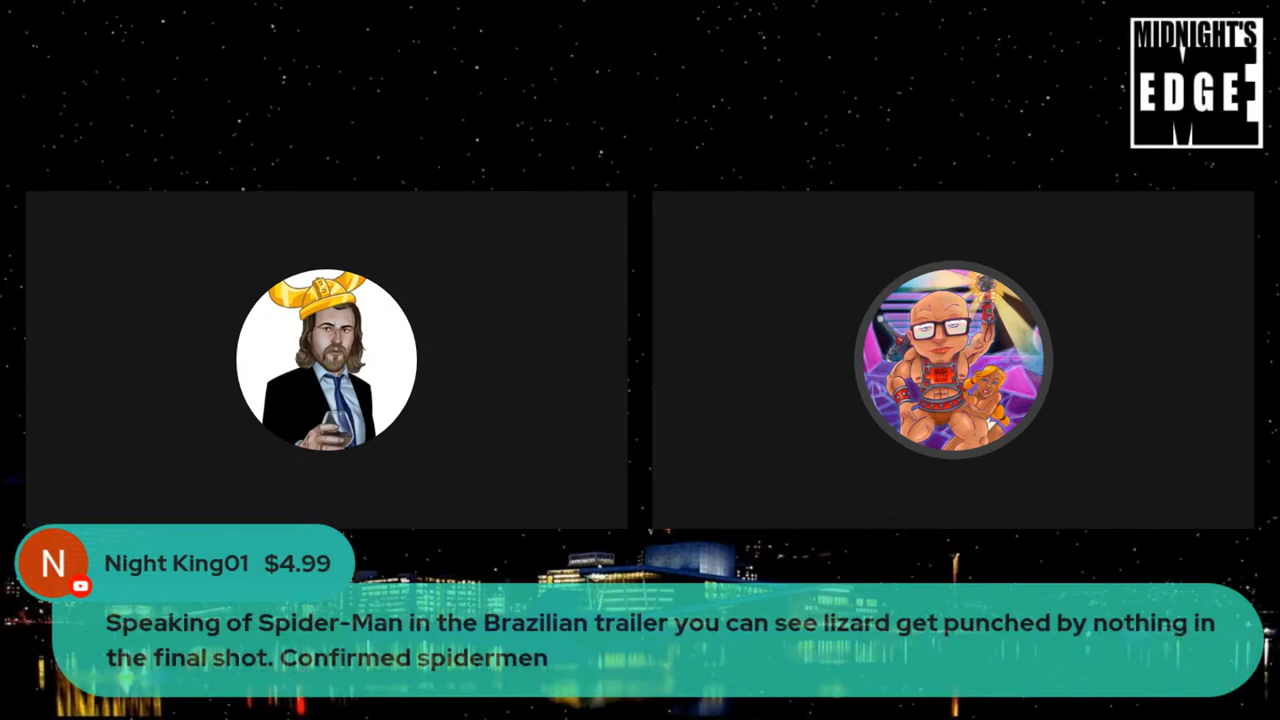 MIDNIGHT'S
EDGE
N
Night King01 $4.99
Speaking of Spider-Man in the Brazilian trailer you can see lizard get punched by nothing in
the final shot. Confirmed spidermen